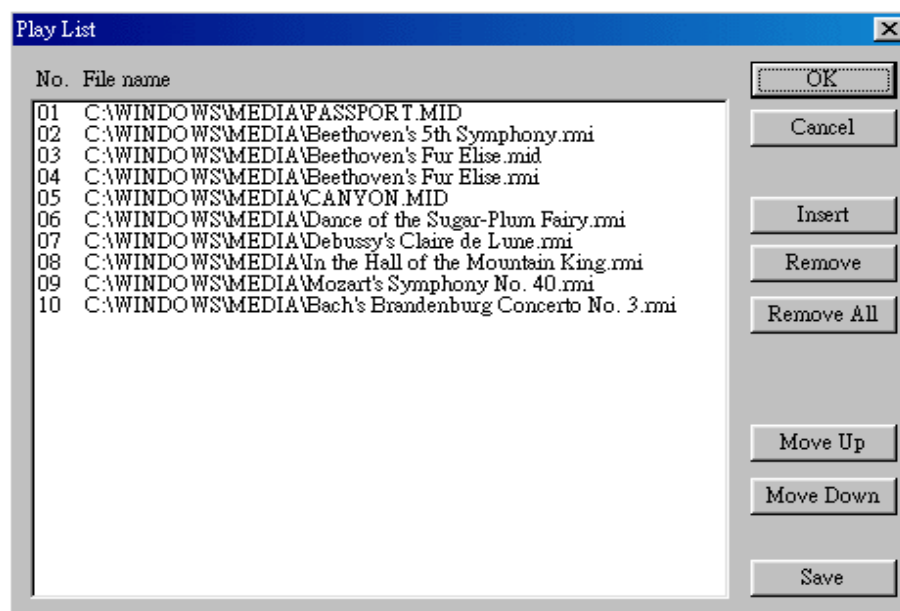 Play List
No. File name
01 C:\WINDOWS\MEDIA\PASSPORT.MID
02 C:\WINDOWS\MEDIA\Beethoven's 5th Symphony.rmi
03 C:\WINDOWS\MEDIA\Beethoven's Fur Elise.mid
04 C:\WINDOWS\MEDIA\Beethoven's Fur Elise.rmi
05 C:\WINDOWS\MEDIA\CANYON.MID
06 C:\WINDOWS\MEDIA\Dance of the Sugar-Plum Fairy.rmi
07 C:\WINDOWS\MEDIA\Debussy's Claire de Lune.rmi
08 C:\WINDOWS\MEDIA\In the Hall of the Mountain King.rmi
09 C:\WINDOWS\MEDIA\Mozart's Symphony No. 40.rmi
10 C:\WINDOWS\MEDIA\Bach's Brandenburg Concerto No. 3.rmi
OK
Cancel
Insert
Remove
Remove All
Move Up
Move Down
Save